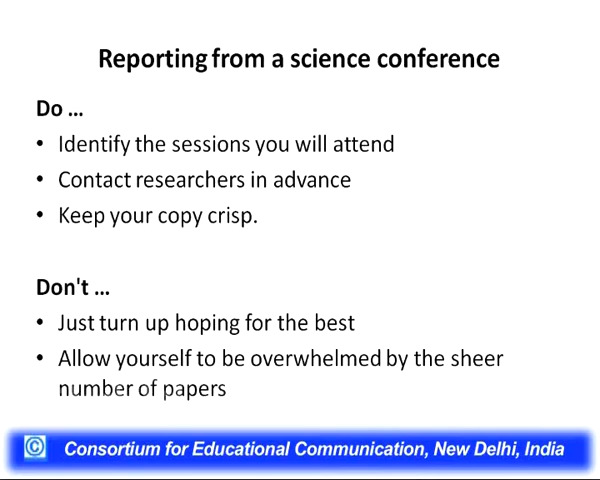 Reporting from a science conference
Do ...
• Identify the sessions you will attend
• Contact researchers in advance
• Keep your copy crisp.
Don't ...
• Just turn up hoping for the best
• Allow yourself to be overwhelmed by the sheer
number of papers
© Consortium for Educational Communication, New Delhi, India